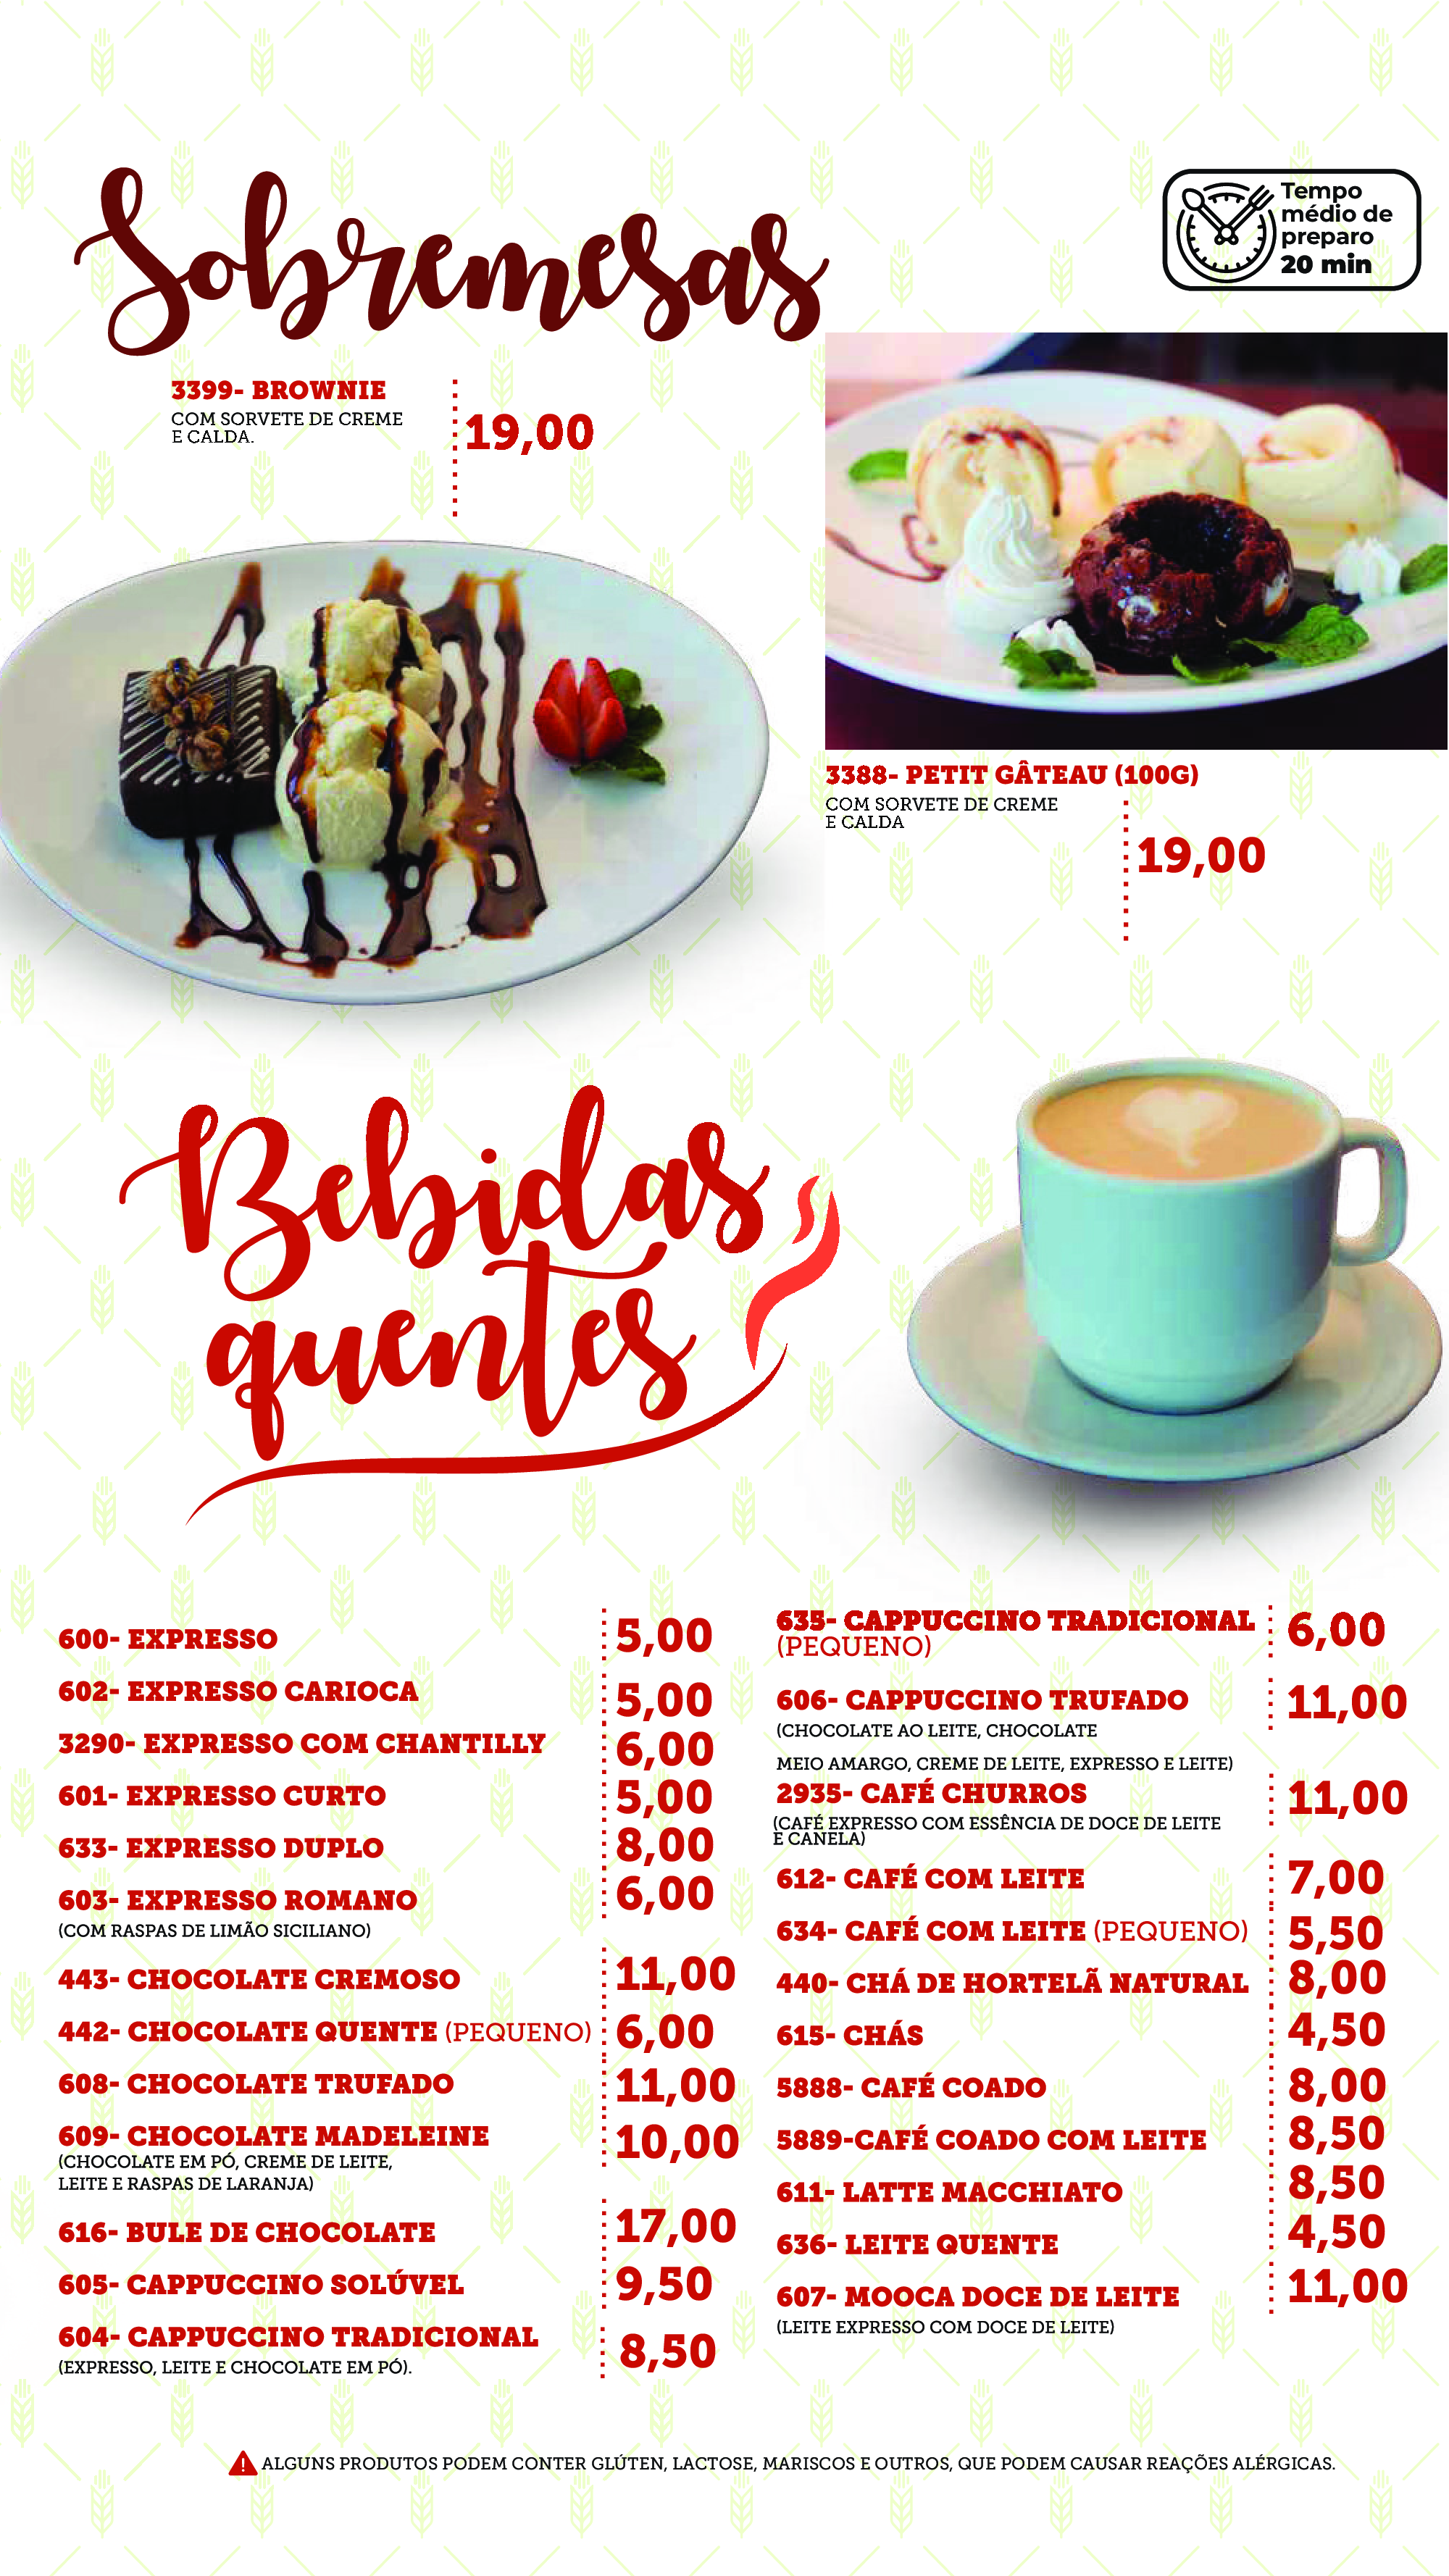 Sobremesas
Tempo
médio de
preparo
20 min
3399- BROWNIE
COM SORVETE DE CREME
E CALDA.
19,00
3388- PETIT GÂTEAU (100G)
COM SORVETE DE CREME
E CALDA
19,00
Bebidas
quentes
600- EXPRESSO 5,00
602- EXPRESSO CARIOCA 5,00
3290- EXPRESSO COM CHANTILLY 6,00
601- EXPRESSO CURTO 5,00
633- EXPRESSO DUPLO 8,00
603- EXPRESSO ROMANO 6,00
(COM RASPAS DE LIMÃO SICILIANO)
443- CHOCOLATE CREMOSO 11,00
442- CHOCOLATE QUENTE (PEQUENO) 6,00
608- CHOCOLATE TRUFADO 11,00
609- CHOCOLATE MADELEINE 10,00
(CHOCOLATE EM PÓ, CREME DE LEITE,
LEITE E RASPAS DE LARANJA)
616- BULE DE CHOCOLATE 17,00
605- CAPPUCCINO SOLÚVEL 9,50
604- CAPPUCCINO TRADICIONAL 8,50
(EXPRESSO, LEITE E CHOCOLATE EM PÓ).
635- CAPPUCCINO TRADICIONAL 6,00
(PEQUENO)
606- CAPPUCCINO TRUFADO 11,00
(CHOCOLATE AO LEITE, CHOCOLATE
MEIO AMARGO, CREME DE LEITE, EXPRESSO E LEITE)
2935- CAFÉ CHURROS 11,00
(CAFÉ EXPRESSO COM ESSÊNCIA DE DOCE DE LEITE
E CANELA)
612- CAFÉ COM LEITE 7,00
634- CAFÉ COM LEITE (PEQUENO) 5,50
440- CHÁ DE HORTELÃ NATURAL 8,00
615- CHÁS 4,50
5888- CAFÉ COADO 8,00
5889-CAFÉ COADO COM LEITE 8,50
611- LATTE MACCHIATO 8,50
636- LEITE QUENTE 4,50
607- MOOCA DOCE DE LEITE 11,00
(LEITE EXPRESSO COM DOCE DE LEITE)
ALGUNS PRODUTOS PODEM CONTER GLÚTEN, LACTOSE, MARISCOS E OUTROS, QUE PODEM CAUSAR REAÇÕES ALÉRGICAS.